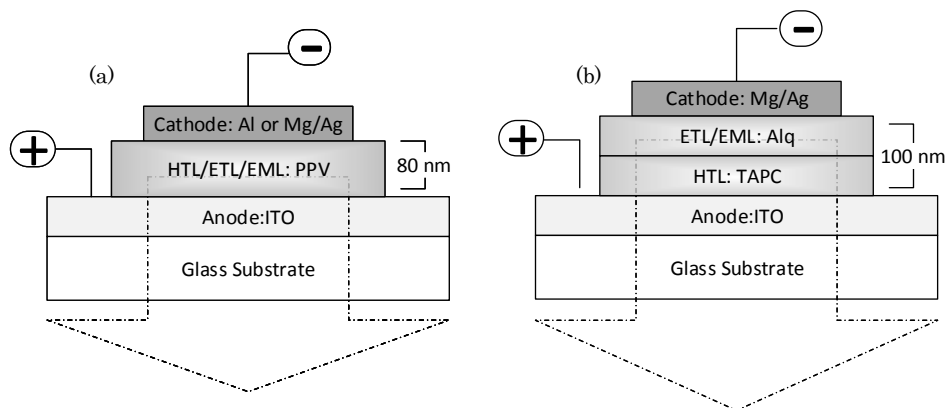 (a)
Cathode: Al or Mg/Ag
HTL/ETL/EML: PPV
80 nm
Anode:ITO
Glass Substrate
(b)
Cathode: Mg/Ag
ETL/EML: Alq
HTL: TAPC
100 nm
Anode:ITO
Glass Substrate